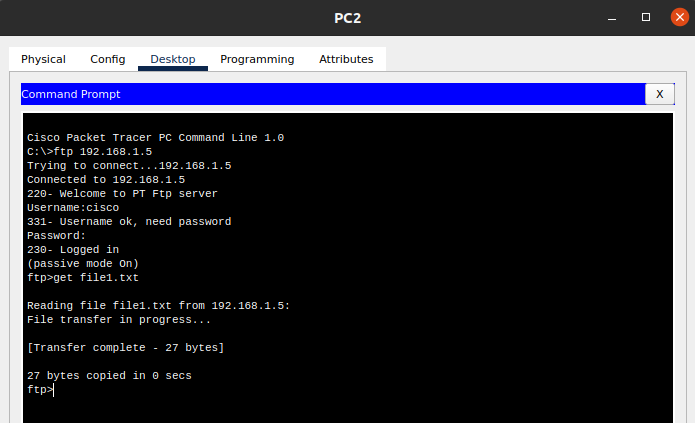 PC2
Physical Config Desktop Programming Attributes
Command Prompt X
Cisco Packet Tracer PC Command Line 1.0
C:\>ftp 192.168.1.5
Trying to connect...192.168.1.5
Connected to 192.168.1.5
220- Welcome to PT Ftp server
Username:cisco
331- Username ok, need password
Password:
230- Logged in
(passive mode On)
ftp>get file1.txt
Reading file file1.txt from 192.168.1.5:
File transfer in progress...
[Transfer complete - 27 bytes]
27 bytes copied in 0 secs
ftp>